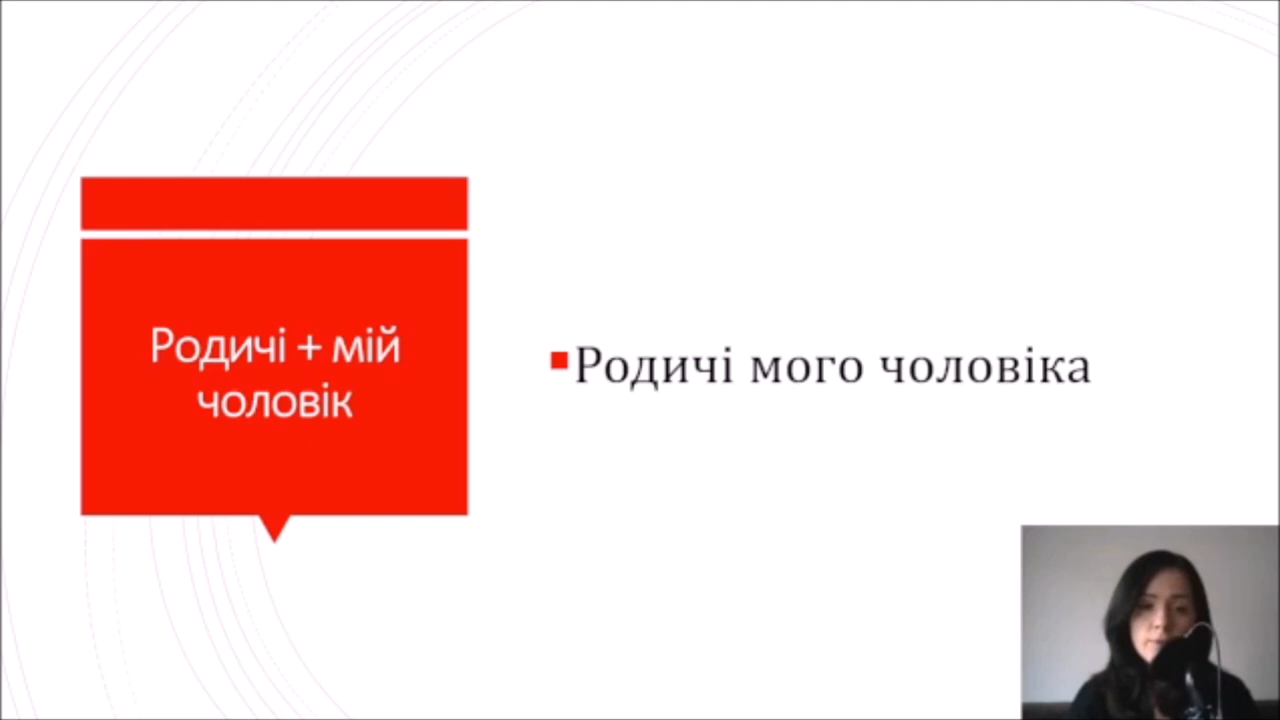 Родичі + мій
чоловік
Родичі мого чоловіка